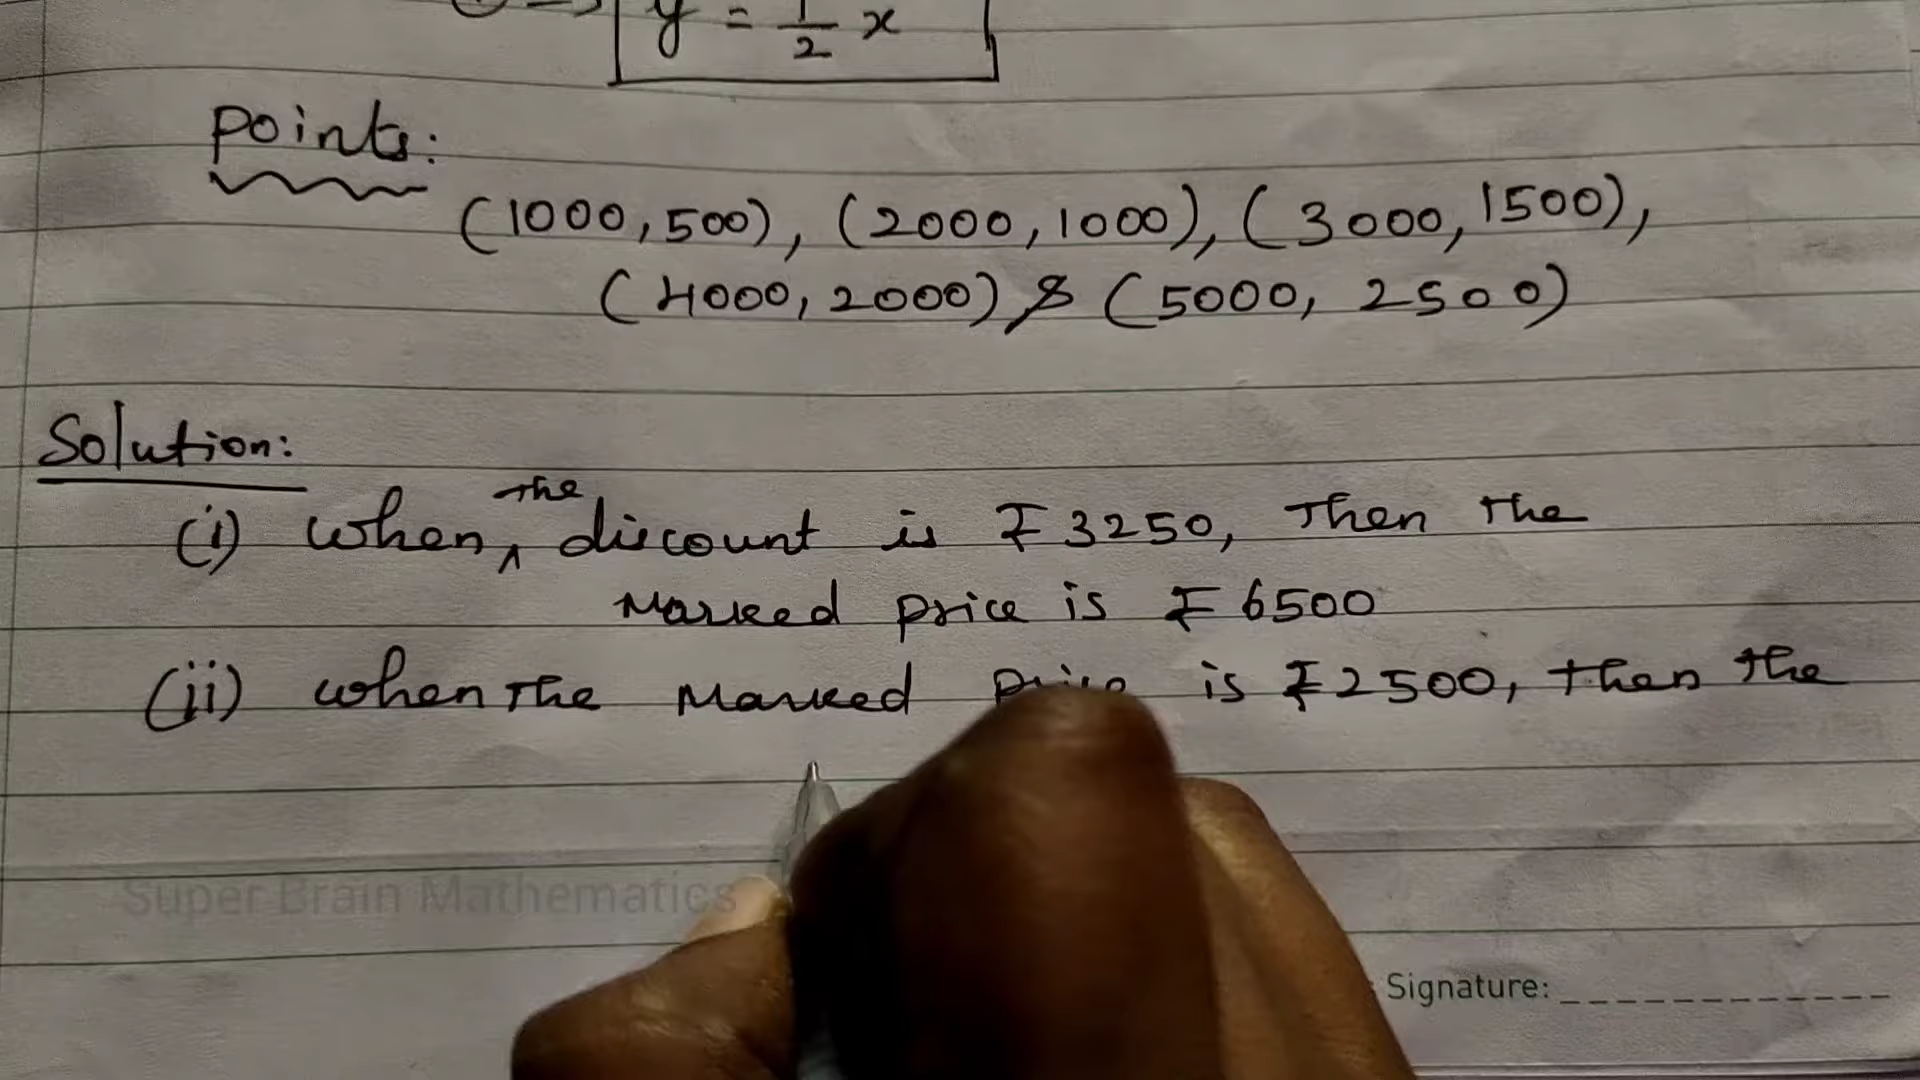 y = 1/2 x
Points:
(1000, 500), (2000, 1000), (3000, 1500),
(4000, 2000) & (5000, 2500)
Solution:
(i) when, the discount is ₹ 3250, Then The
Marked price is ₹ 6500
(ii) when The Marked price is ₹ 2500, then the
Super Brain Mathematics
Signature: